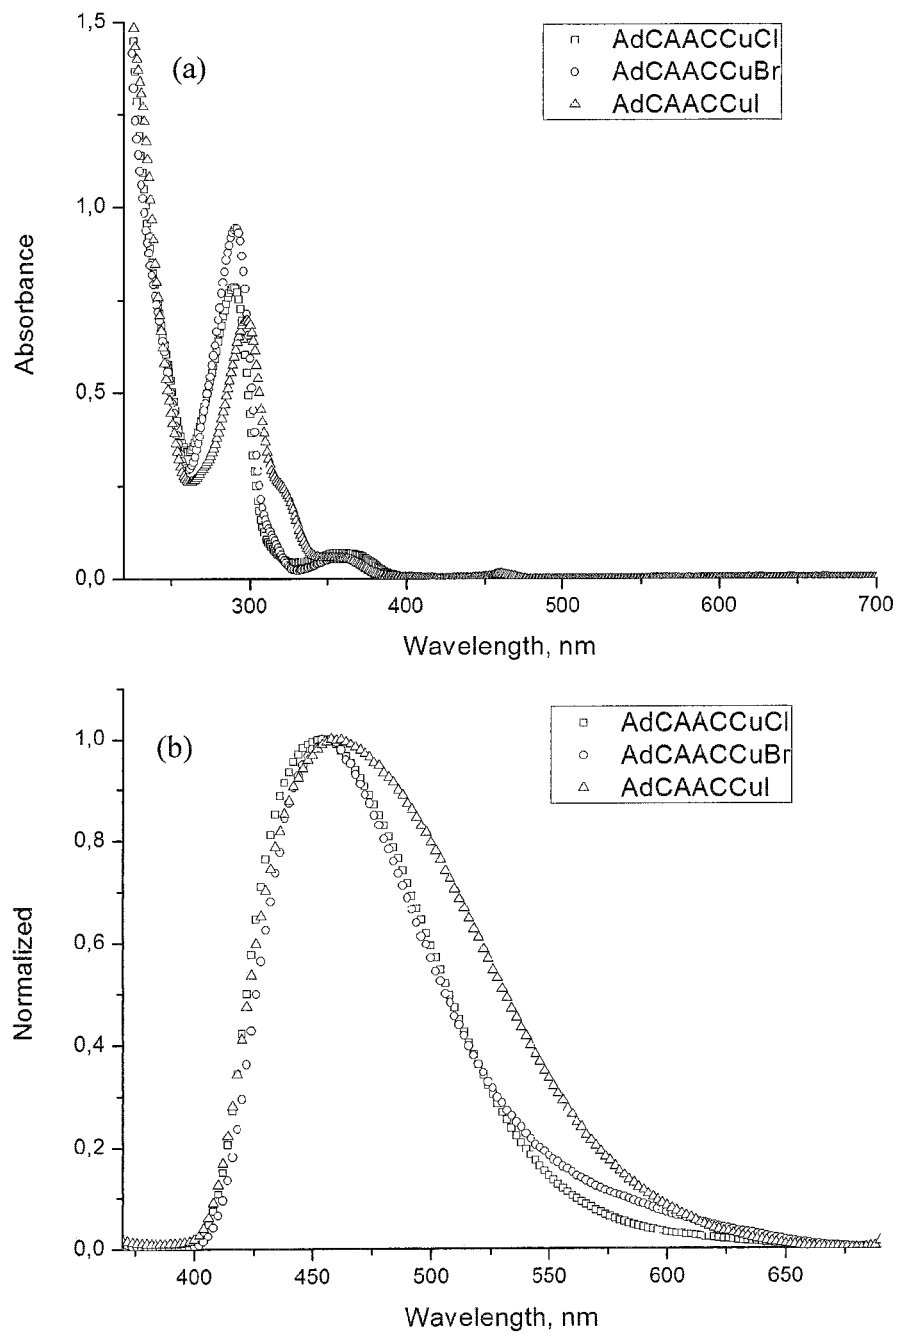 1,5
(a)
AdCAACCuCl
AdCAACCuBr
AdCAACCuI
1,0
Absorbance
0,5
0,0
300 400 500 600 700
Wavelength, nm
(b)
AdCAACCuCl
AdCAACCuBr
AdCAACCuI
1,0
0,8
0,6
Normalized
0,4
0,2
0,0
400 450 500 550 600 650
Wavelength, nm